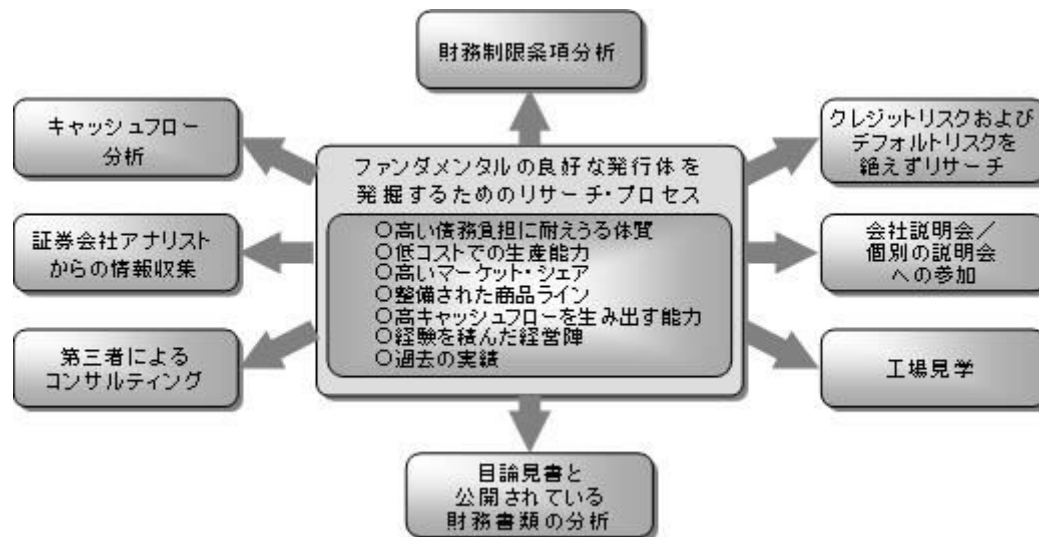 財務制限条項分析
キャッシュフロー
分析
クレジットリスクおよび
デフォルトリスクを
絶えずリサーチ
ファンダメンタルの良好な発行体を
発掘するためのリサーチ・プロセス
○高い債務負担に耐えうる体質
○低コストでの生産能力
○高いマーケット・シェア
○整備された商品ライン
○高キャッシュフローを生み出す能力
○経験を積んだ経営陣
○過去の実績
証券会社アナリスト
からの情報収集
会社説明会／
個別の説明会
への参加
第三者による
コンサルティング
工場見学
目論見書と
公開されている
財務書類の分析